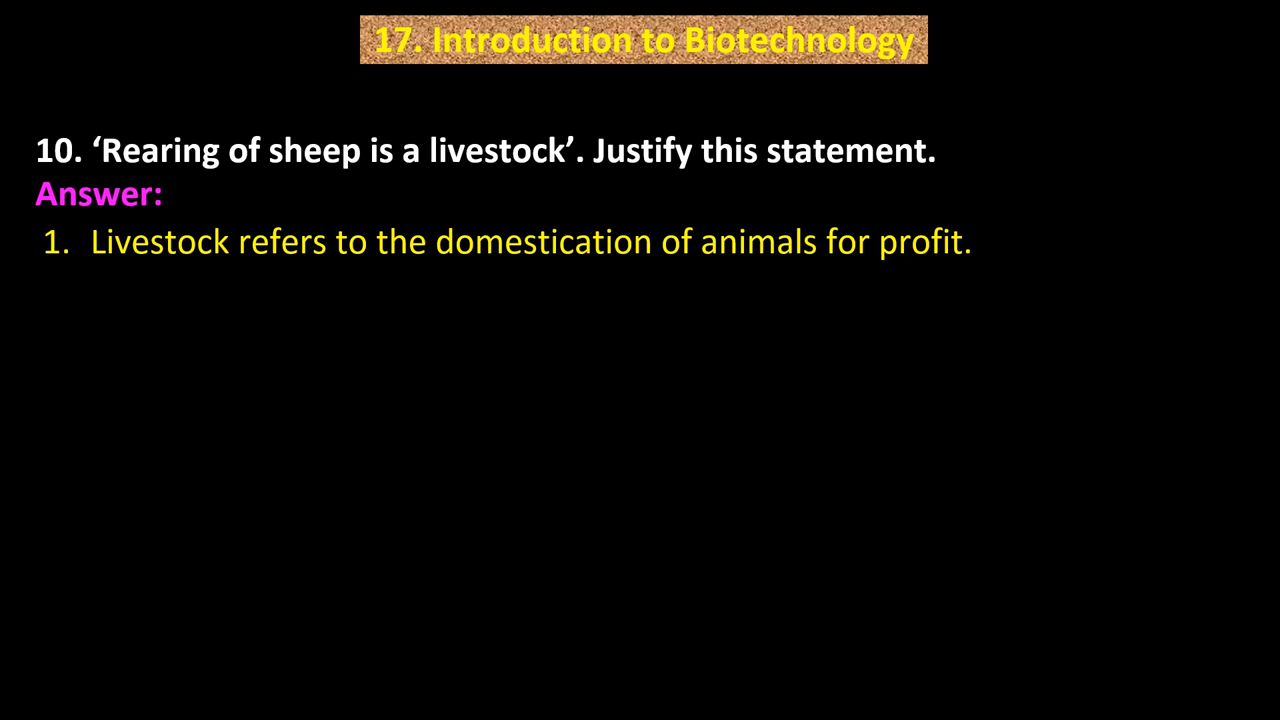 17. Introduction to Biotechnology
10. ‘Rearing of sheep is a livestock’. Justify this statement.
Answer:
1. Livestock refers to the domestication of animals for profit.